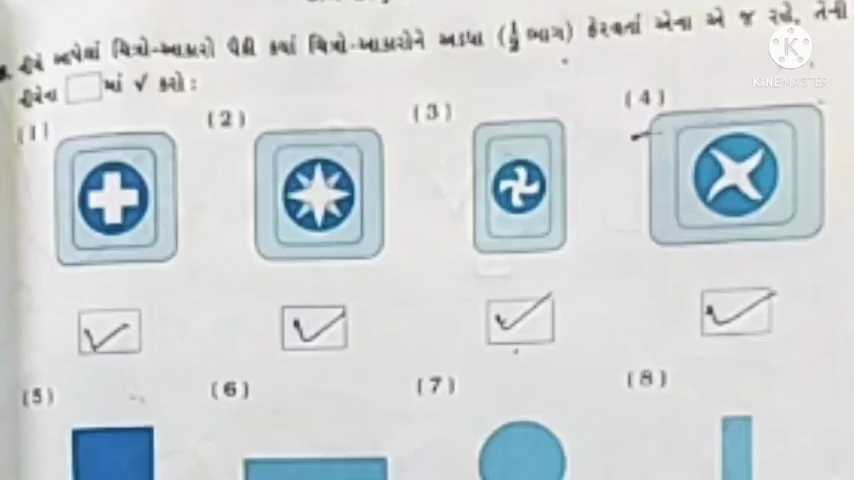 નીચે આપેલાં ચિત્રો-આકારો પૈકી કયાં ચિત્રો-આકારોને અડધા (1/2 ભાગ) ફેરવતાં એના એ જ રહે, તેની
નીચેના માં √ કરો :
(1) (2) (3) (4)
(5) (6) (7) (8)
KINEMASTER